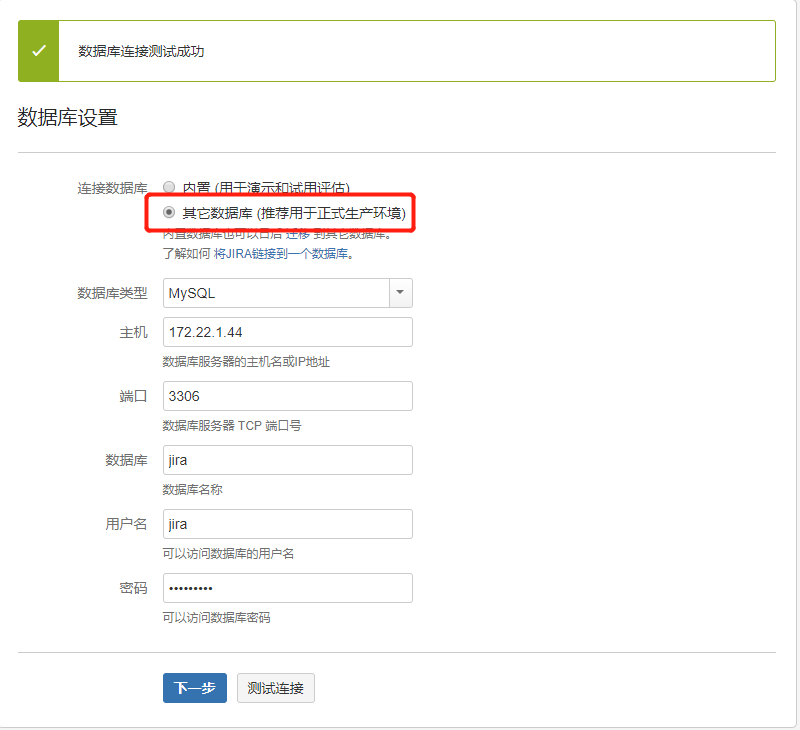 数据库连接测试成功
数据库设置
连接数据库 内置 (用于演示和试用评估)
其它数据库 (推荐用于正式生产环境)
内置数据库也可以日后 迁移 到其它数据库。
了解如何 将JIRA链接到一个数据库。
数据库类型 MySQL
主机 172.22.1.44
数据库服务器的主机名或IP地址
端口 3306
数据库服务器 TCP 端口号
数据库 jira
数据库名称
用户名 jira
可以访问数据库的用户名
密码 •••••••••
可以访问数据库密码
下一步 测试连接